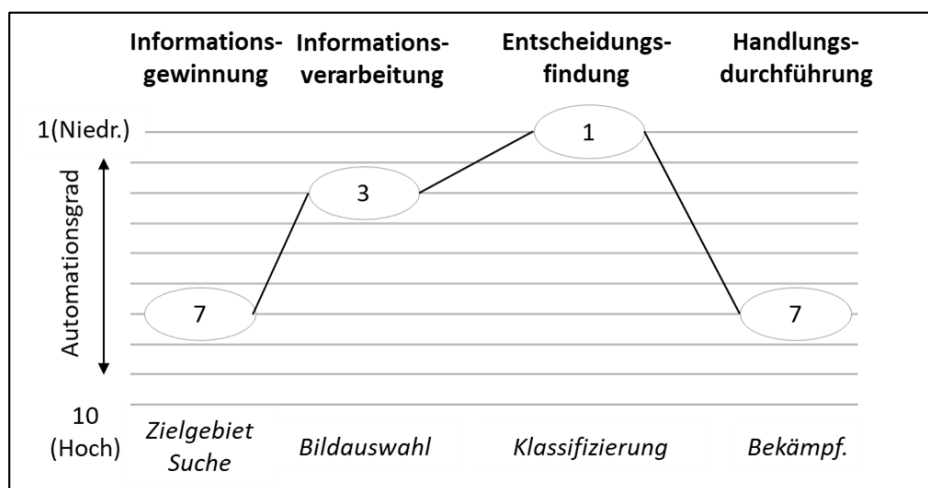 Informations-
gewinnung
Informations-
verarbeitung
Entscheidungs-
findung
Handlungs-
durchführung
1(Niedr.)
Automationsgrad
10
(Hoch)
7
3
1
7
Zielgebiet
Suche
Bildauswahl
Klassifizierung
Bekämpf.